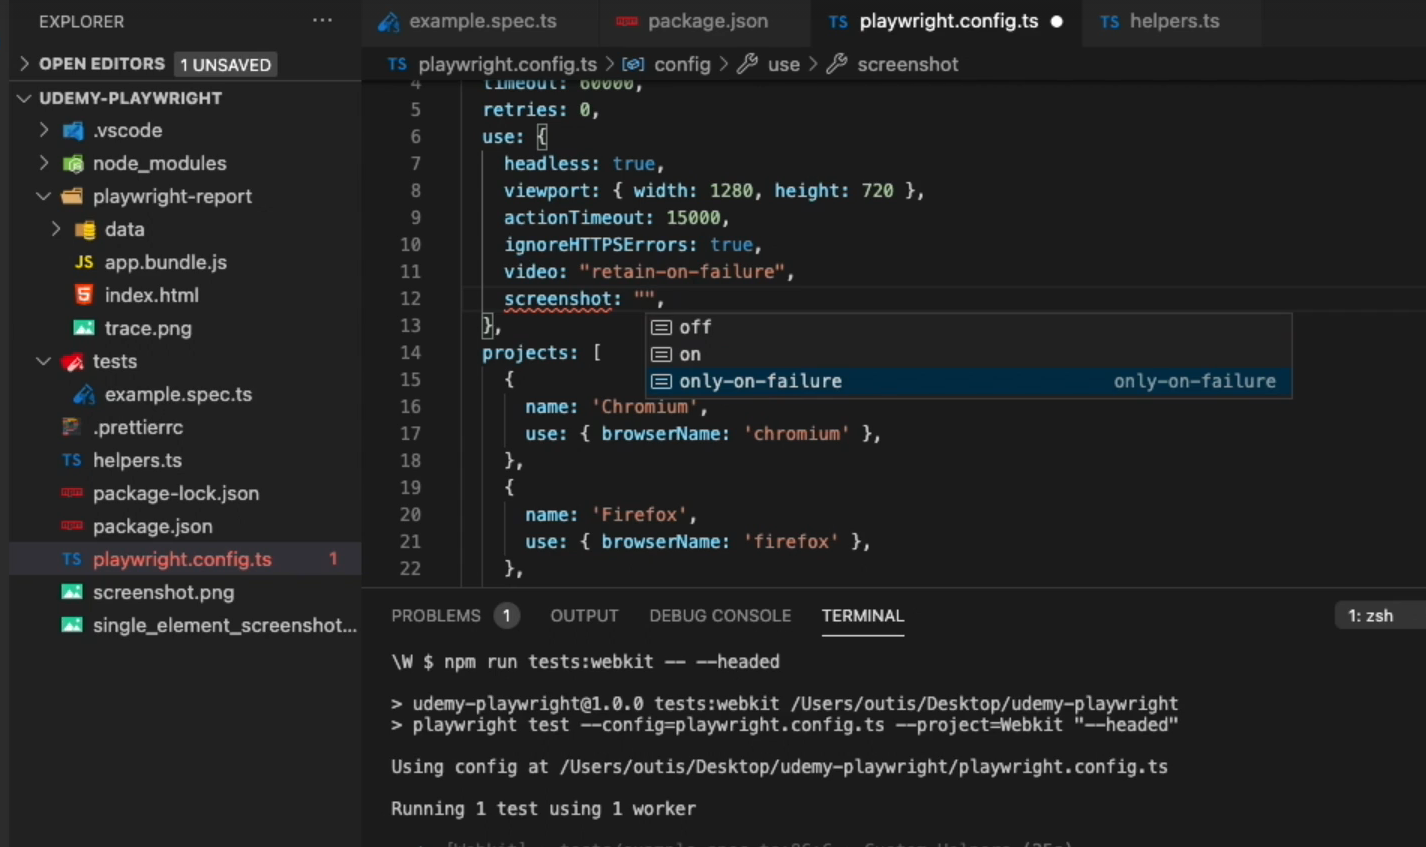 EXPLORER
···
example.spec.ts
package.json
TS playwright.config.ts ●
TS helpers.ts
OPEN EDITORS 1 UNSAVED
TS playwright.config.ts > config > use > screenshot
UDEMY-PLAYWRIGHT
.vscode
node_modules
playwright-report
data
JS app.bundle.js
index.html
trace.png
tests
example.spec.ts
.prettierrc
TS helpers.ts
package-lock.json
package.json
TS playwright.config.ts 1
screenshot.png
single_element_screenshot...
4 timeout: 60000,
5 retries: 0,
6 use: {
7 headless: true,
8 viewport: { width: 1280, height: 720 },
9 actionTimeout: 15000,
10 ignoreHTTPSErrors: true,
11 video: "retain-on-failure",
12 screenshot: "",
13 },
14 projects: [
15 {
16 name: 'Chromium',
17 use: { browserName: 'chromium' },
18 },
19 {
20 name: 'Firefox',
21 use: { browserName: 'firefox' },
22 },
off
on
only-on-failure only-on-failure
PROBLEMS 1 OUTPUT DEBUG CONSOLE TERMINAL 1: zsh
\W $ npm run tests:webkit -- --headed
> udemy-playwright@1.0.0 tests:webkit /Users/outis/Desktop/udemy-playwright
> playwright test --config=playwright.config.ts --project=Webkit "--headed"
Using config at /Users/outis/Desktop/udemy-playwright/playwright.config.ts
Running 1 test using 1 worker